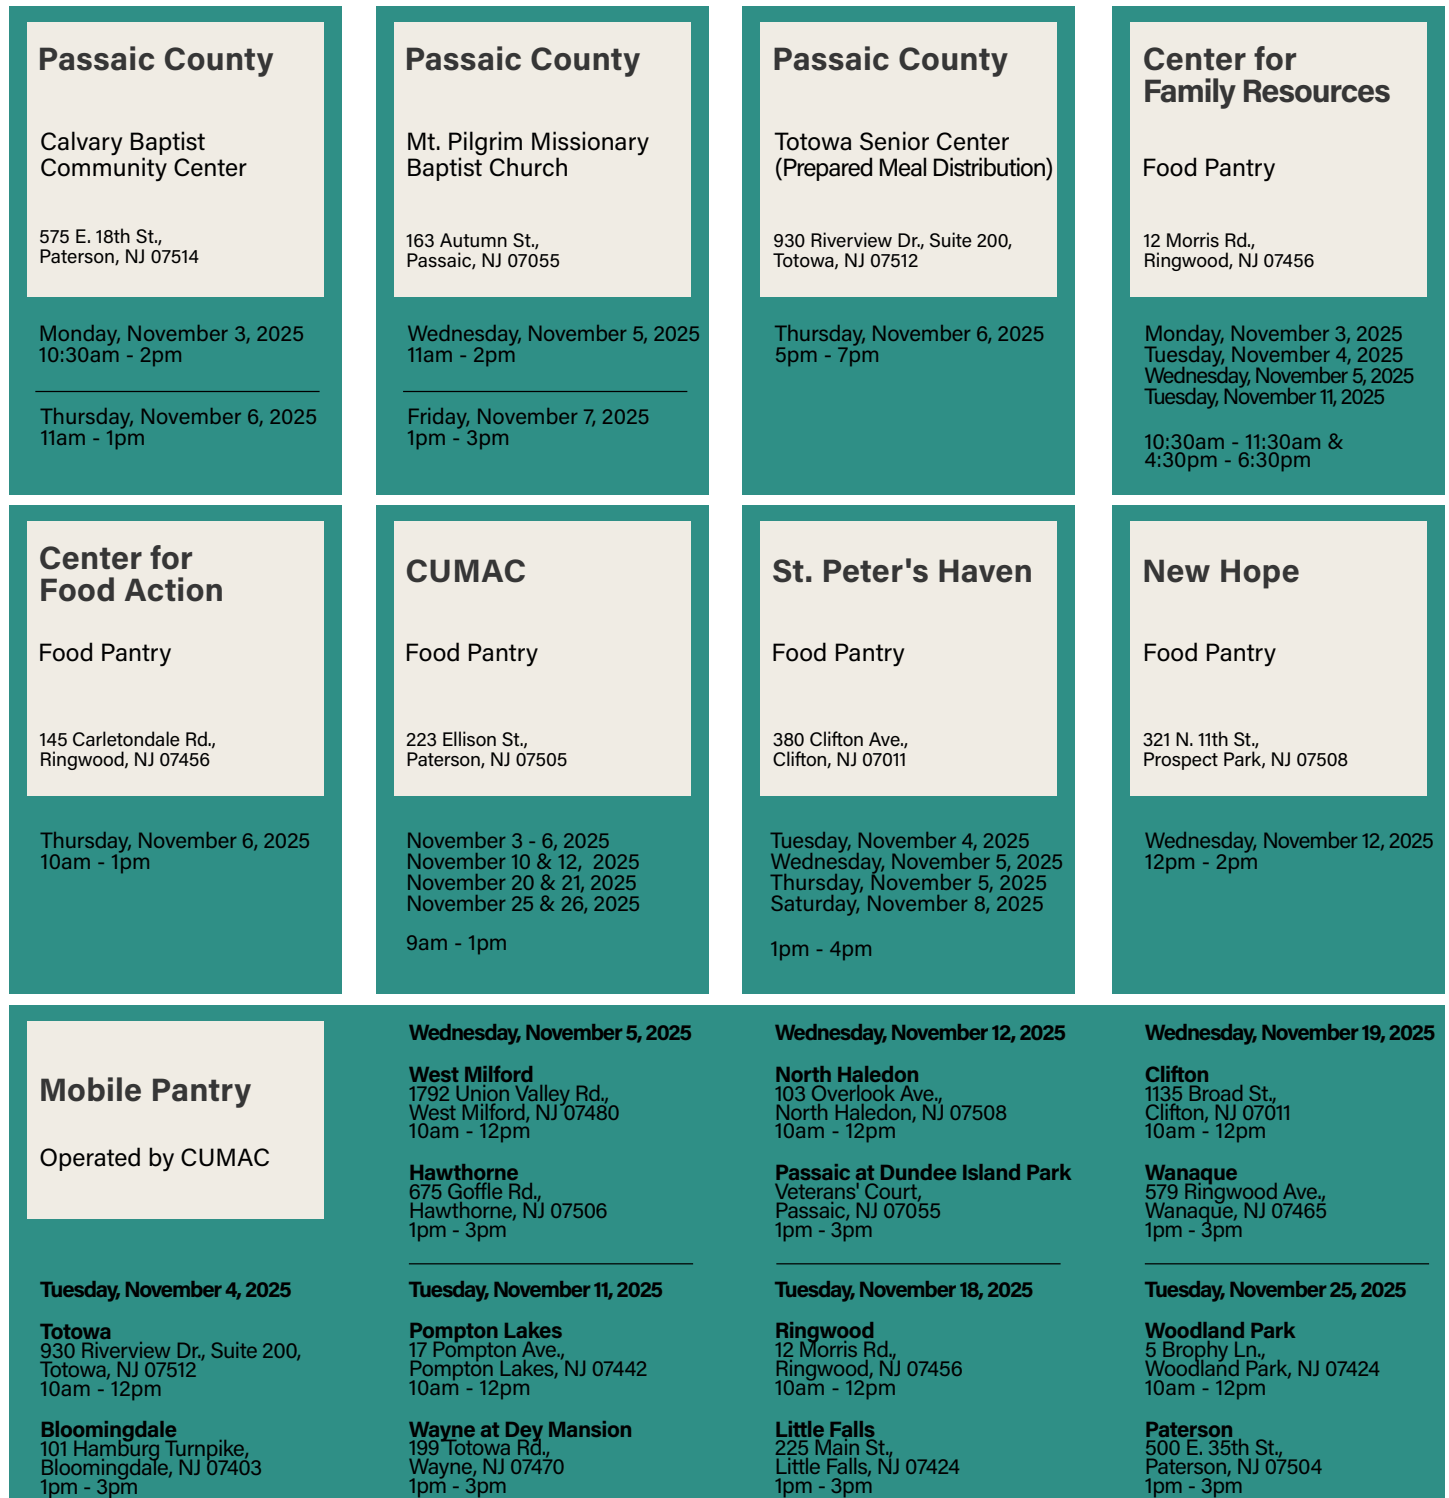 Passaic County
Calvary Baptist
Community Center
575 E. 18th St.,
Paterson, NJ 07514
Monday, November 3, 2025
10:30am - 2pm
Thursday, November 6, 2025
11am - 1pm
Passaic County
Mt. Pilgrim Missionary
Baptist Church
163 Autumn St.,
Passaic, NJ 07055
Wednesday, November 5, 2025
11am - 2pm
Friday, November 7, 2025
1pm - 3pm
Passaic County
Totowa Senior Center
(Prepared Meal Distribution)
930 Riverview Dr., Suite 200,
Totowa, NJ 07512
Thursday, November 6, 2025
5pm - 7pm
Center for
Family Resources
Food Pantry
12 Morris Rd.,
Ringwood, NJ 07456
Monday, November 3, 2025
Tuesday, November 4, 2025
Wednesday, November 5, 2025
Tuesday, November 11, 2025
10:30am - 11:30am &
4:30pm - 6:30pm
Center for
Food Action
Food Pantry
145 Carletondale Rd.,
Ringwood, NJ 07456
Thursday, November 6, 2025
10am - 1pm
CUMAC
Food Pantry
223 Ellison St.,
Paterson, NJ 07505
November 3 - 6, 2025
November 10 & 12,  2025
November 20 & 21, 2025
November 25 & 26, 2025
9am - 1pm
St. Peter's Haven
Food Pantry
380 Clifton Ave.,
Clifton, NJ 07011
Tuesday, November 4, 2025
Wednesday, November 5, 2025
Thursday, November 5, 2025
Saturday, November 8, 2025
1pm - 4pm
New Hope
Food Pantry
321 N. 11th St.,
Prospect Park, NJ 07508
Wednesday, November 12, 2025
12pm - 2pm
Mobile Pantry
Operated by CUMAC
Tuesday, November 4, 2025
Totowa
930 Riverview Dr., Suite 200,
Totowa, NJ 07512
10am - 12pm
Bloomingdale
101 Hamburg Turnpike,
Bloomingdale, NJ 07403
1pm - 3pm
Wednesday, November 5, 2025
West Milford
1792 Union Valley Rd.,
West Milford, NJ 07480
10am - 12pm
Hawthorne
675 Goffle Rd.,
Hawthorne, NJ 07506
1pm - 3pm
Tuesday, November 11, 2025
Pompton Lakes
17 Pompton Ave.,
Pompton Lakes, NJ 07442
10am - 12pm
Wayne at Dey Mansion
199 Totowa Rd.,
Wayne, NJ 07470
1pm - 3pm
Wednesday, November 12, 2025
North Haledon
103 Overlook Ave.,
North Haledon, NJ 07508
10am - 12pm
Passaic at Dundee Island Park
Veterans' Court,
Passaic, NJ 07055
1pm - 3pm
Tuesday, November 18, 2025
Ringwood
12 Morris Rd.,
Ringwood, NJ 07456
10am - 12pm
Little Falls
225 Main St.,
Little Falls, NJ 07424
1pm - 3pm
Wednesday, November 19, 2025
Clifton
1135 Broad St.,
Clifton, NJ 07011
10am - 12pm
Wanaque
579 Ringwood Ave.,
Wanaque, NJ 07465
1pm - 3pm
Tuesday, November 25, 2025
Woodland Park
5 Brophy Ln.,
Woodland Park, NJ 07424
10am - 12pm
Paterson
500 E. 35th St.,
Paterson, NJ 07504
1pm - 3pm